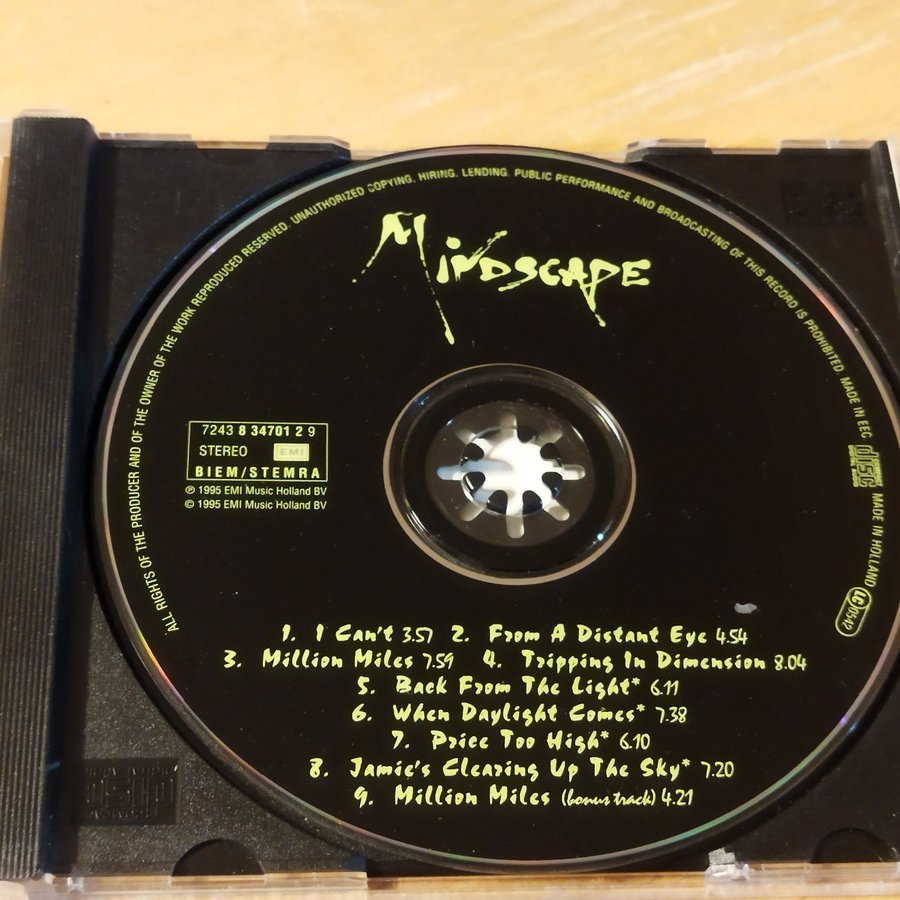 ALL RIGHTS OF THE PRODUCER AND OF THE OWNER OF THE WORK REPRODUCED RESERVED. UNAUTHORIZED COPYING, HIRING, LENDING, PUBLIC PERFORMANCE AND BROADCASTING OF THIS RECORD IS PROHIBITED. MADE IN EEC
MINDSCAPE
7243 8 34701 2 9
STEREO EMI
BIEM/STEMRA
℗ 1995 EMI Music Holland BV
© 1995 EMI Music Holland BV
disc
MADE IN HOLLAND
LC 0542
1. I Can't 3.57 2. From A Distant Eye 4.54
3. Million Miles 7.59 4. Tripping In Dimension 8.04
5. Back From The Light* 6.11
6. When Daylight Comes* 7.38
7. Price Too High* 6.10
8. Jamie's Clearing Up The Sky* 7.20
9. Million Miles (bonus track) 4.21